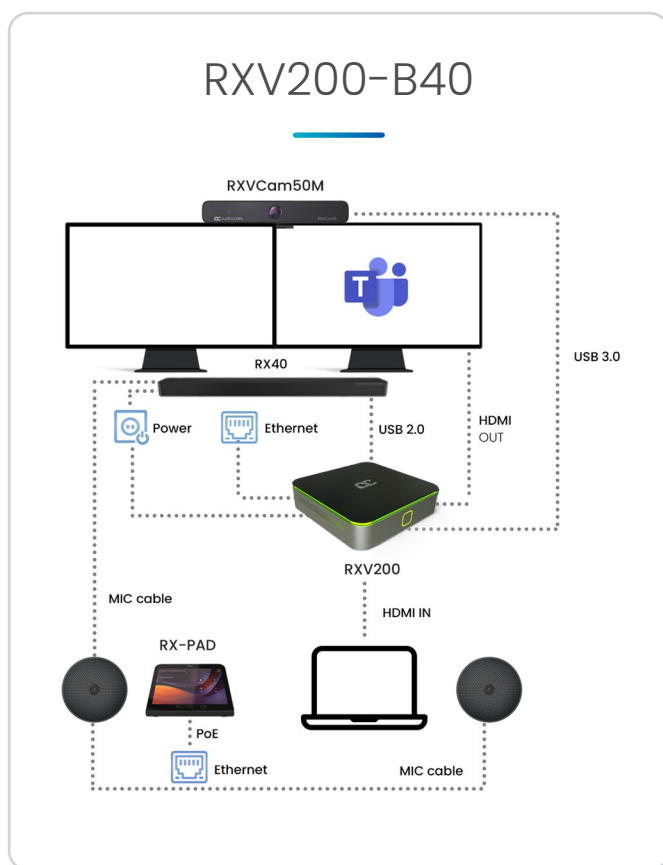 RXV200-B40
RXVCam50M
audiocodes
T
RX40
USB 3.0
Power
Ethernet
USB 2.0
HDMI
OUT
RXV200
MIC cable
HDMI IN
RX-PAD
PoE
Ethernet
MIC cable